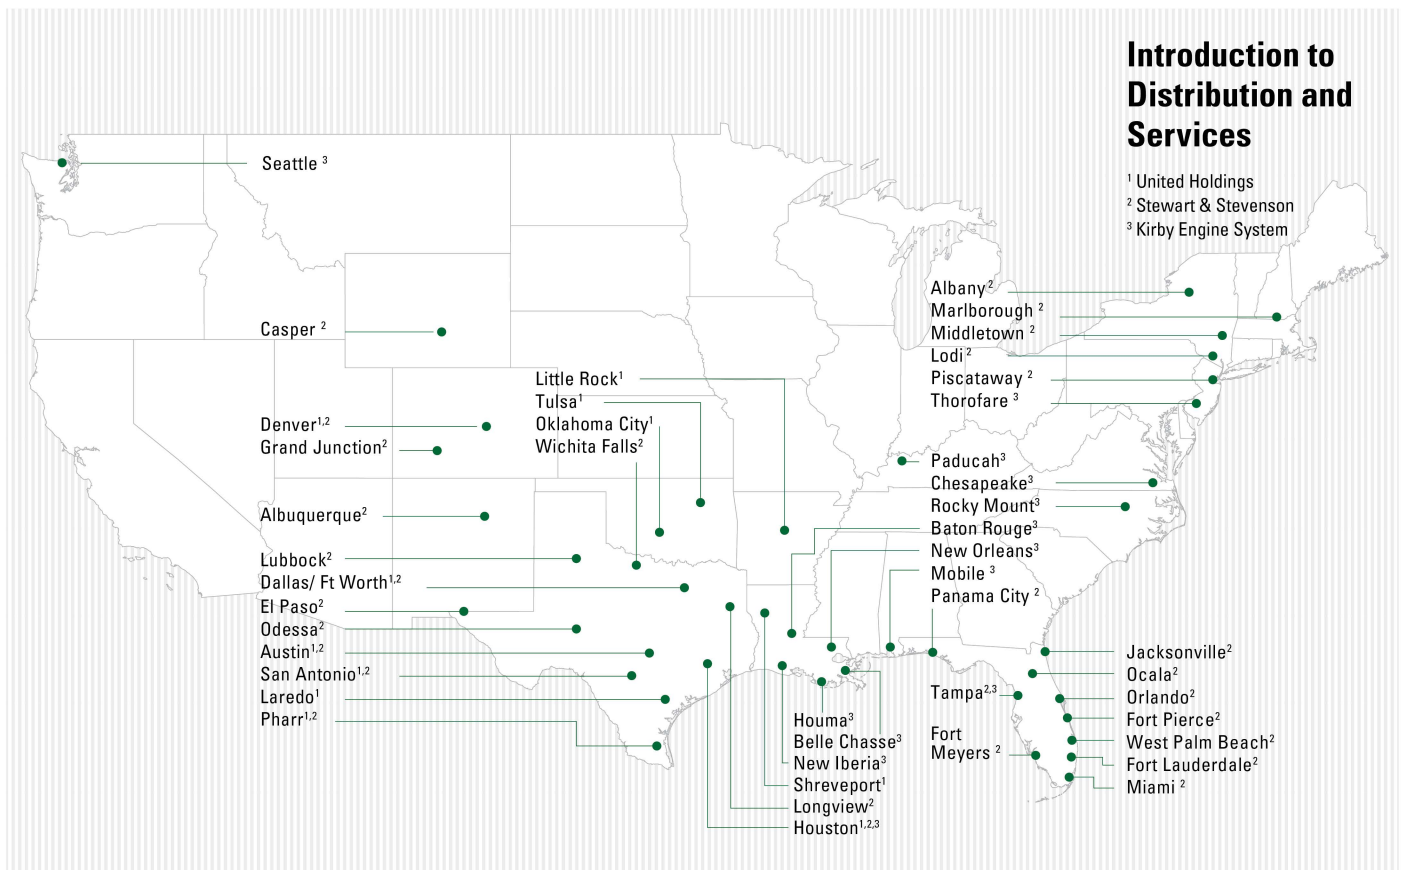 Introduction to
Distribution and
Services
¹ United Holdings
² Stewart & Stevenson
³ Kirby Engine System
Seattle ³
Casper ²
Denver¹,²
Grand Junction²
Albuquerque²
Lubbock²
Dallas/ Ft Worth¹,²
El Paso²
Odessa²
Austin¹,²
San Antonio¹,²
Laredo¹
Pharr¹,²
Little Rock¹
Tulsa¹
Oklahoma City¹
Wichita Falls²
Albany²
Marlborough ²
Middletown ²
Lodi²
Piscataway ²
Thorofare ³
Paducah³
Chesapeake³
Rocky Mount³
Baton Rouge³
New Orleans³
Mobile ³
Panama City ²
Houma³
Belle Chasse³
New Iberia³
Shreveport¹
Longview²
Houston¹,²,³
Tampa²,³
Fort
Meyers ²
Jacksonville²
Ocala²
Orlando²
Fort Pierce²
West Palm Beach²
Fort Lauderdale²
Miami ²